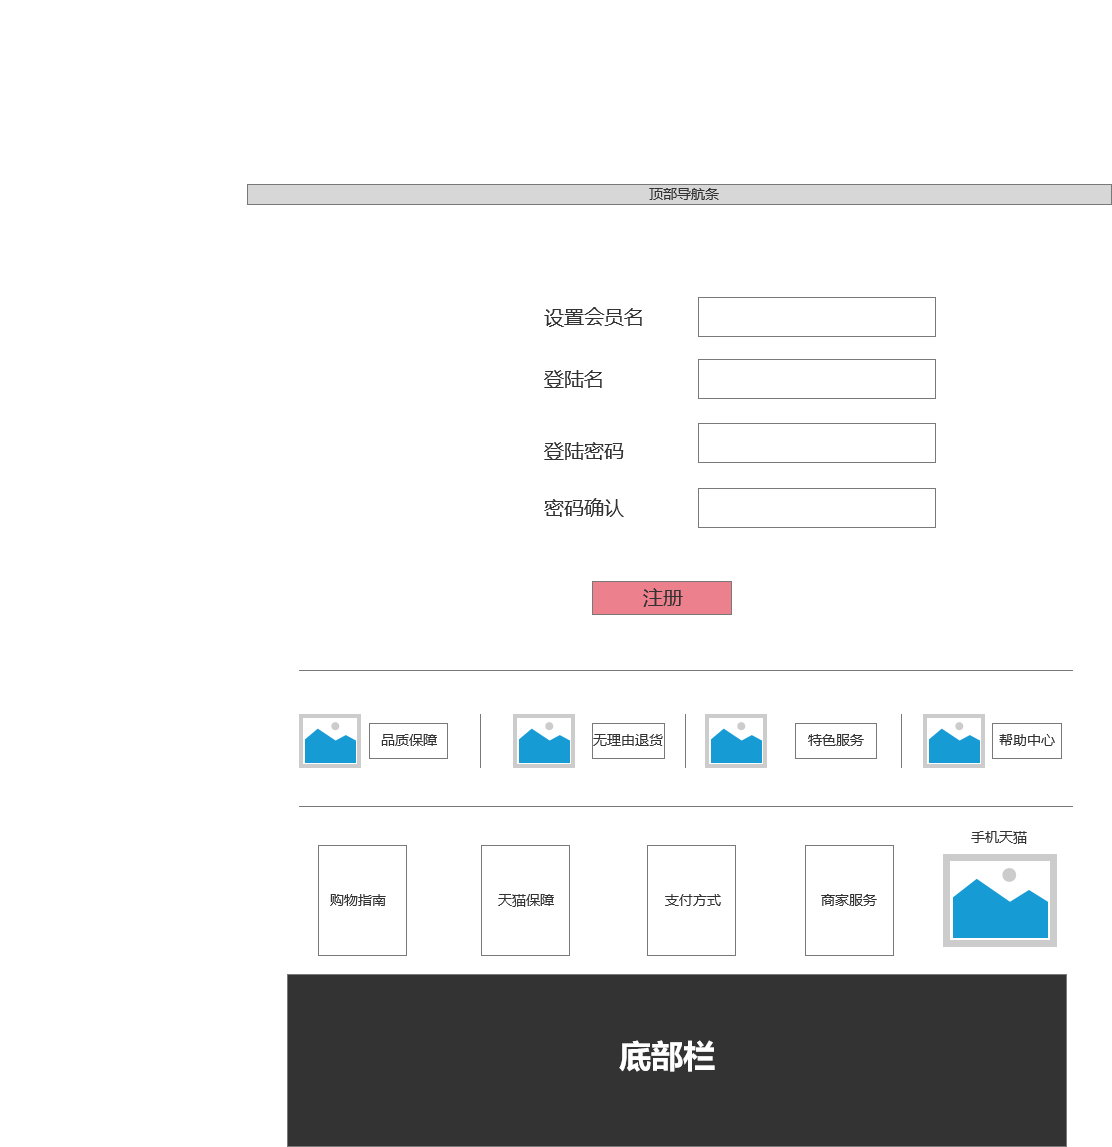 顶部导航条
设置会员名
登陆名
登陆密码
密码确认
注册
品质保障
无理由退货
特色服务
帮助中心
手机天猫
购物指南
天猫保障
支付方式
商家服务
底部栏